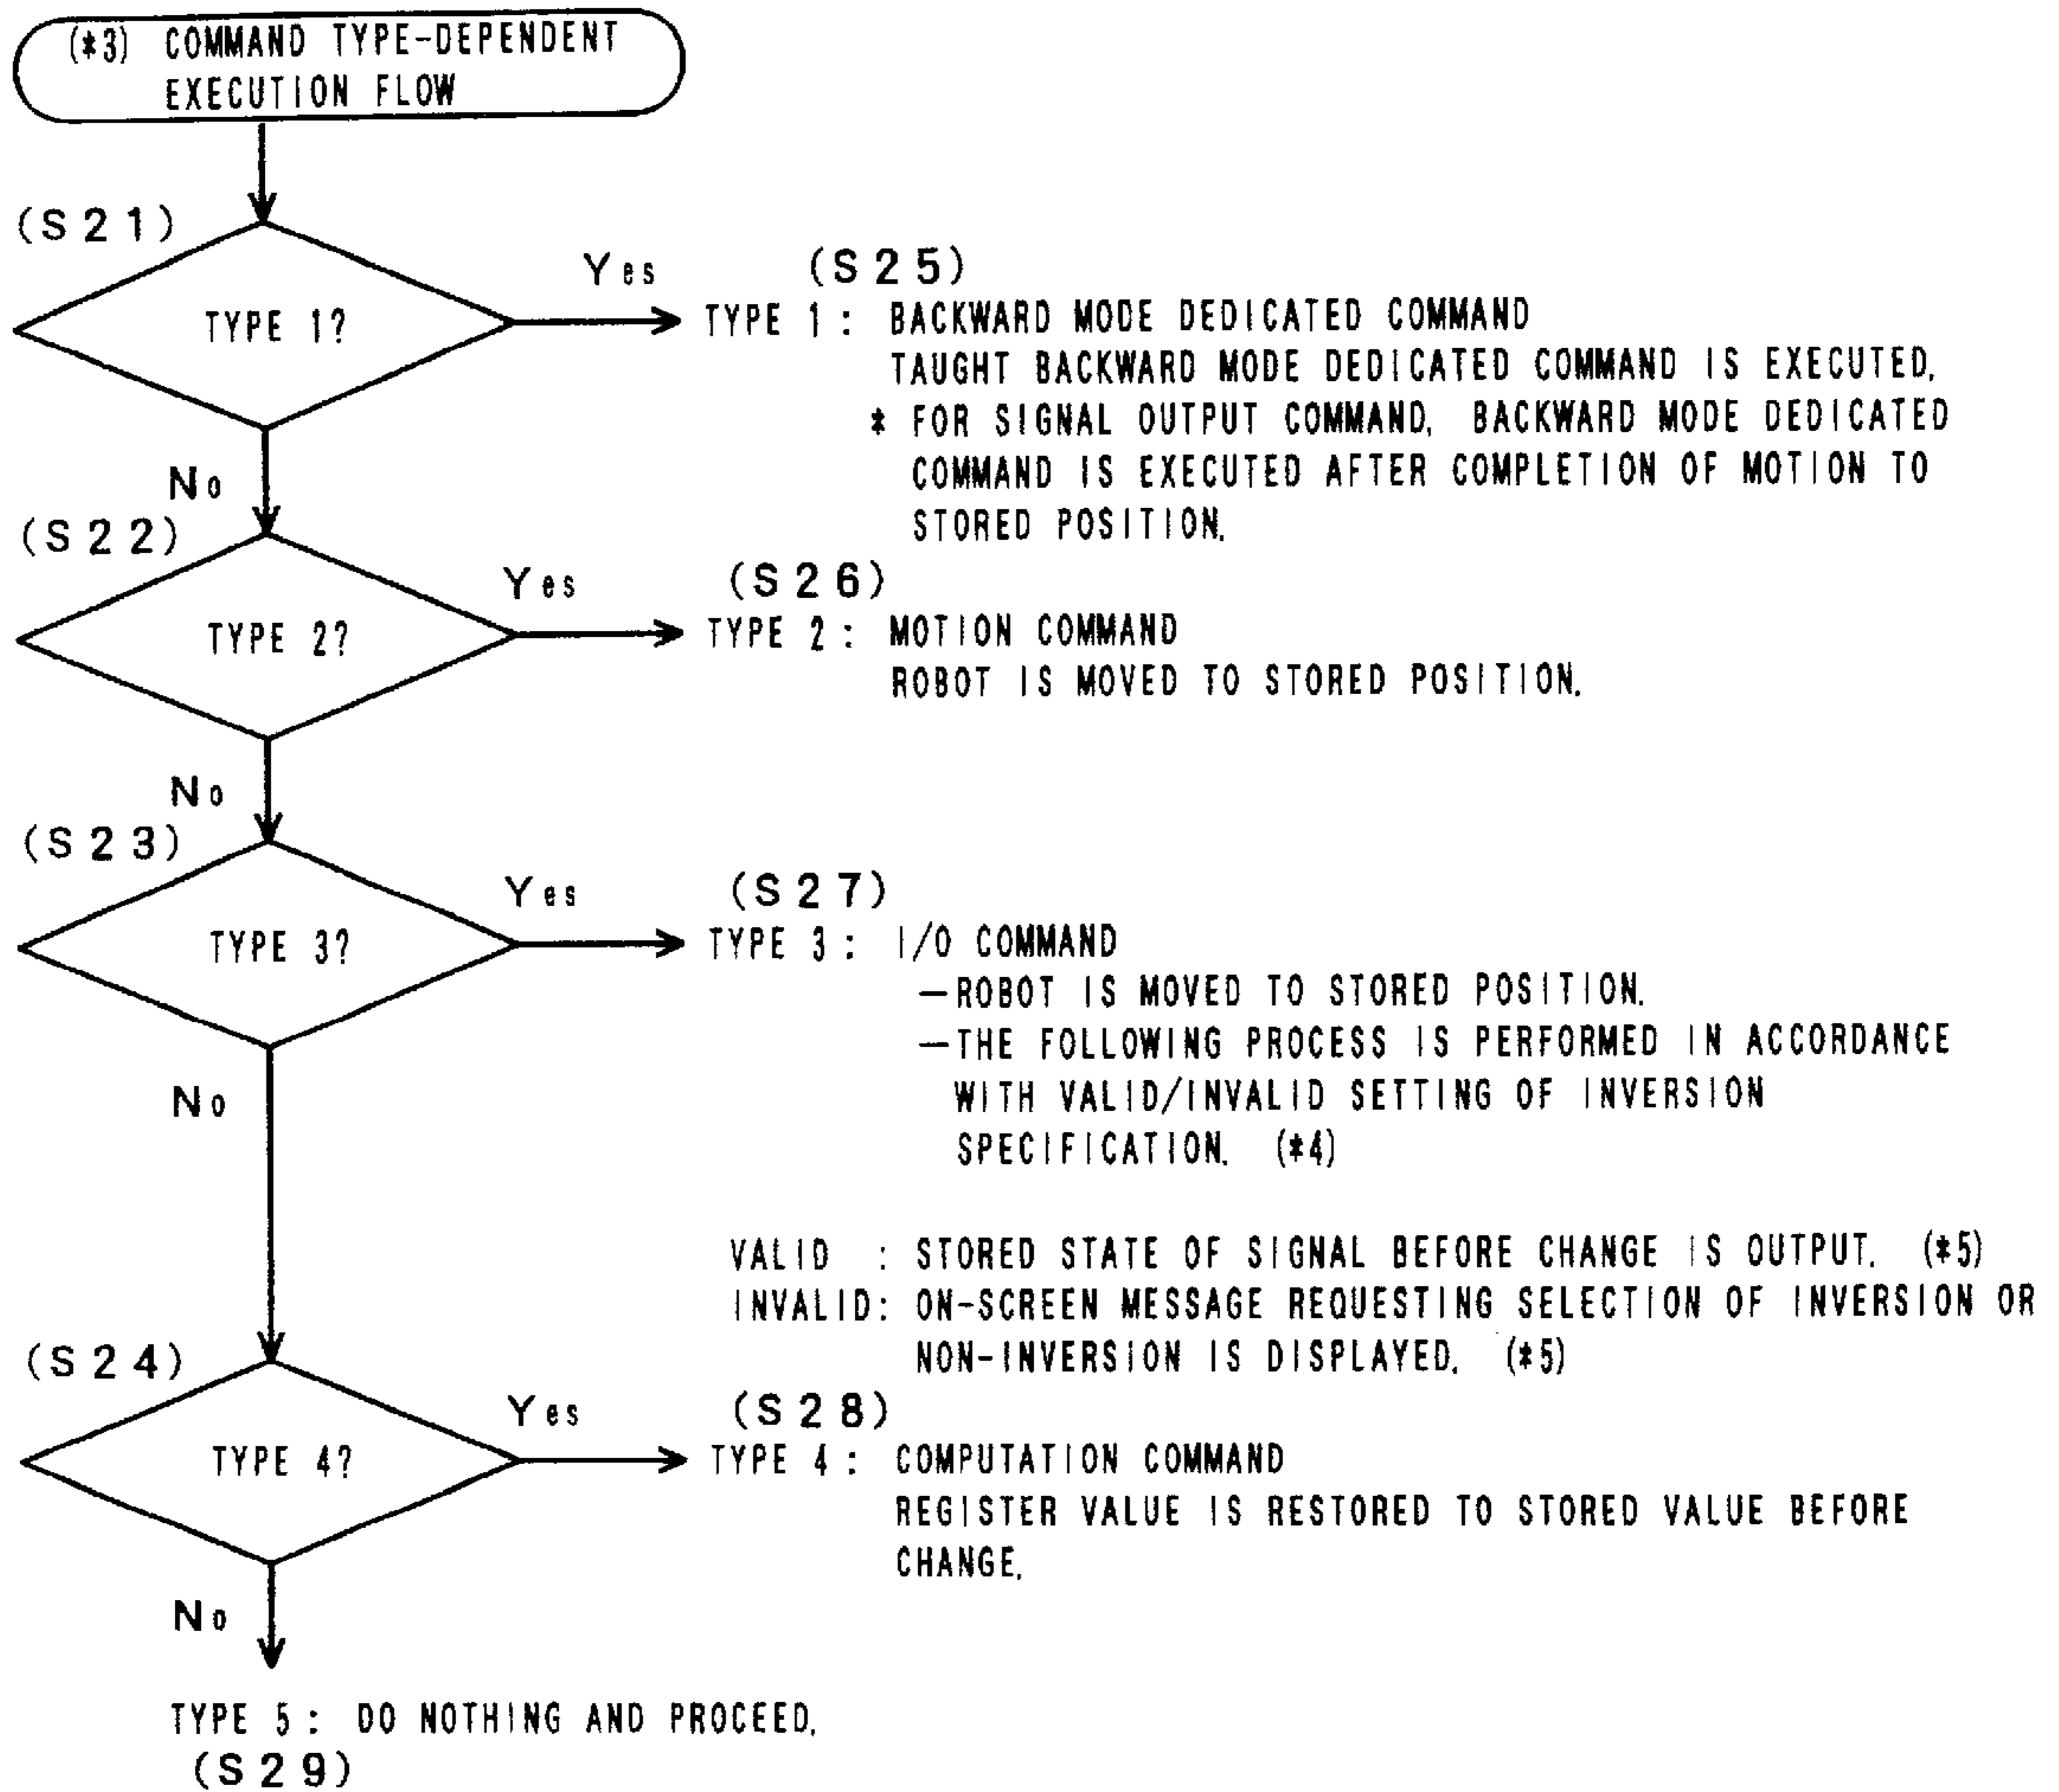 (*3) COMMAND TYPE-DEPENDENT
EXECUTION FLOW
(S21)
TYPE 1?
Yes
(S25)
TYPE 1: BACKWARD MODE DEDICATED COMMAND
TAUGHT BACKWARD MODE DEDICATED COMMAND IS EXECUTED.
* FOR SIGNAL OUTPUT COMMAND, BACKWARD MODE DEDICATED
COMMAND IS EXECUTED AFTER COMPLETION OF MOTION TO
STORED POSITION.
No
(S22)
TYPE 2?
Yes
(S26)
TYPE 2: MOTION COMMAND
ROBOT IS MOVED TO STORED POSITION.
No
(S23)
TYPE 3?
Yes
(S27)
TYPE 3: I/O COMMAND
—ROBOT IS MOVED TO STORED POSITION.
—THE FOLLOWING PROCESS IS PERFORMED IN ACCORDANCE
WITH VALID/INVALID SETTING OF INVERSION
SPECIFICATION. (*4)
VALID : STORED STATE OF SIGNAL BEFORE CHANGE IS OUTPUT. (*5)
INVALID: ON-SCREEN MESSAGE REQUESTING SELECTION OF INVERSION OR
NON-INVERSION IS DISPLAYED. (*5)
No
(S24)
TYPE 4?
Yes
(S28)
TYPE 4: COMPUTATION COMMAND
REGISTER VALUE IS RESTORED TO STORED VALUE BEFORE
CHANGE.
No
TYPE 5: DO NOTHING AND PROCEED.
(S29)